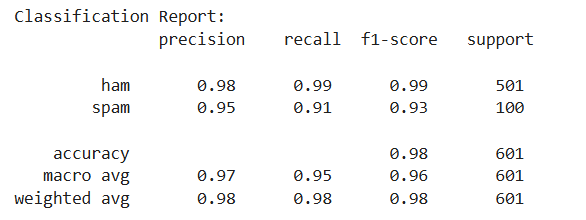 Classification Report:
precision recall f1-score support
ham 0.98 0.99 0.99 501
spam 0.95 0.91 0.93 100
accuracy 0.98 601
macro avg 0.97 0.95 0.96 601
weighted avg 0.98 0.98 0.98 601